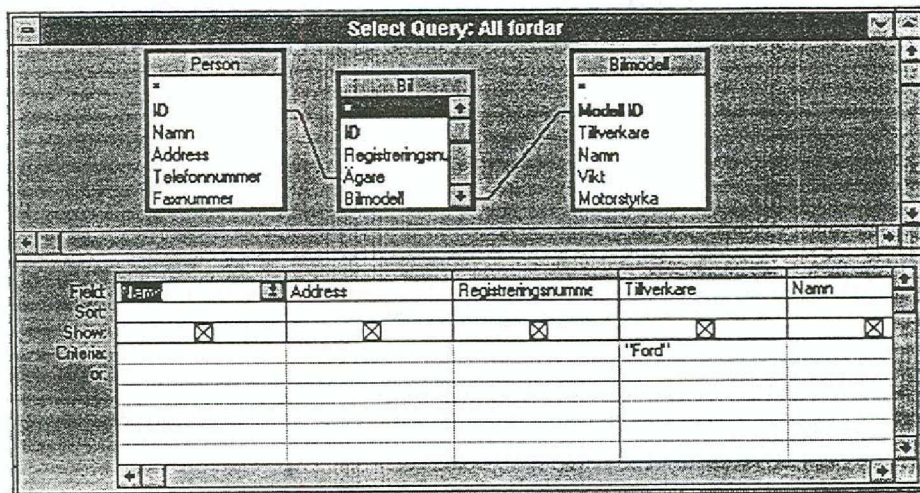 Select Query: All fordar
Person
*
ID
Namn
Address
Telefonnummer
Faxnummer
Bil
*
ID
Registreringsnu
Ägare
Bilmodell
Bilmodell
*
Modell ID
Tillverkare
Namn
Vikt
Motorstyrka
Field: Namn Address Registreringsnumme Tillverkare Namn
Sort:
Show:
Criteria: "Ford"
or: